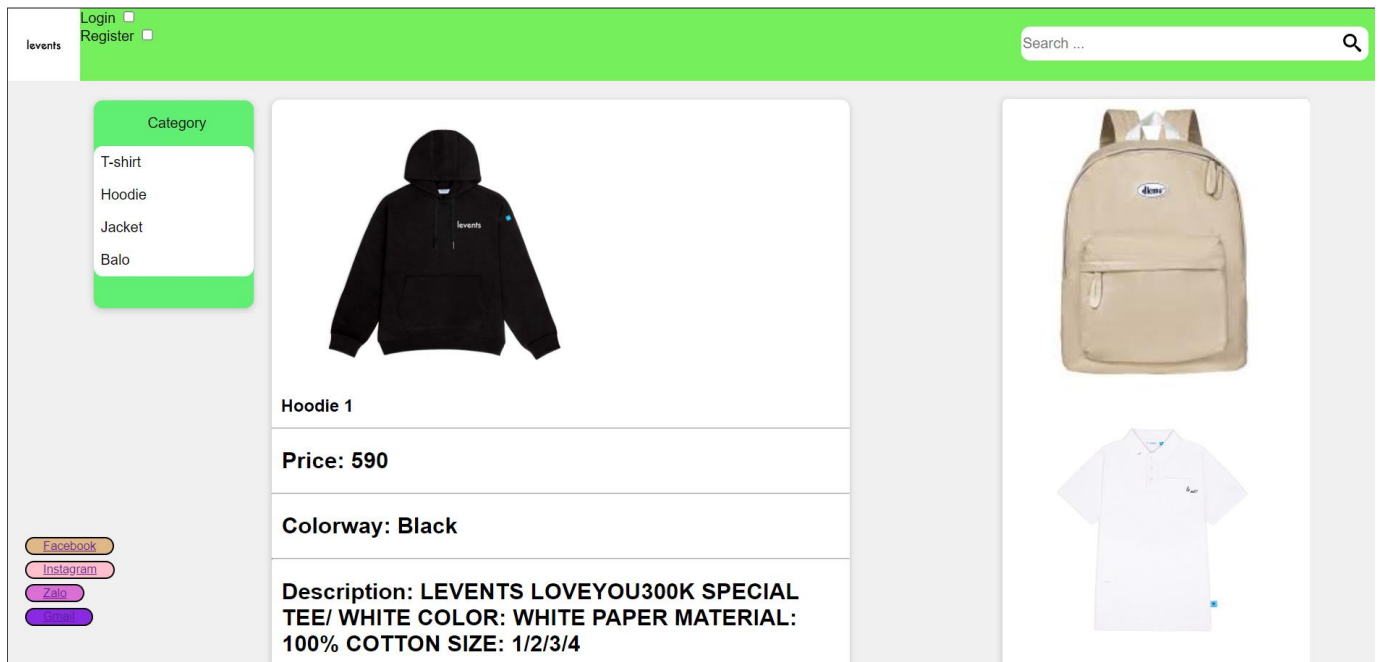 levents
Login
Register
Search ...
Category
T-shirt
Hoodie
Jacket
Balo
levents
Hoodie 1
Price: 590
Colorway: Black
Description: LEVENTS LOVEYOU300K SPECIAL
TEE/ WHITE COLOR: WHITE PAPER MATERIAL:
100% COTTON SIZE: 1/2/3/4
Facebook
Instagram
Zalo
Gmail